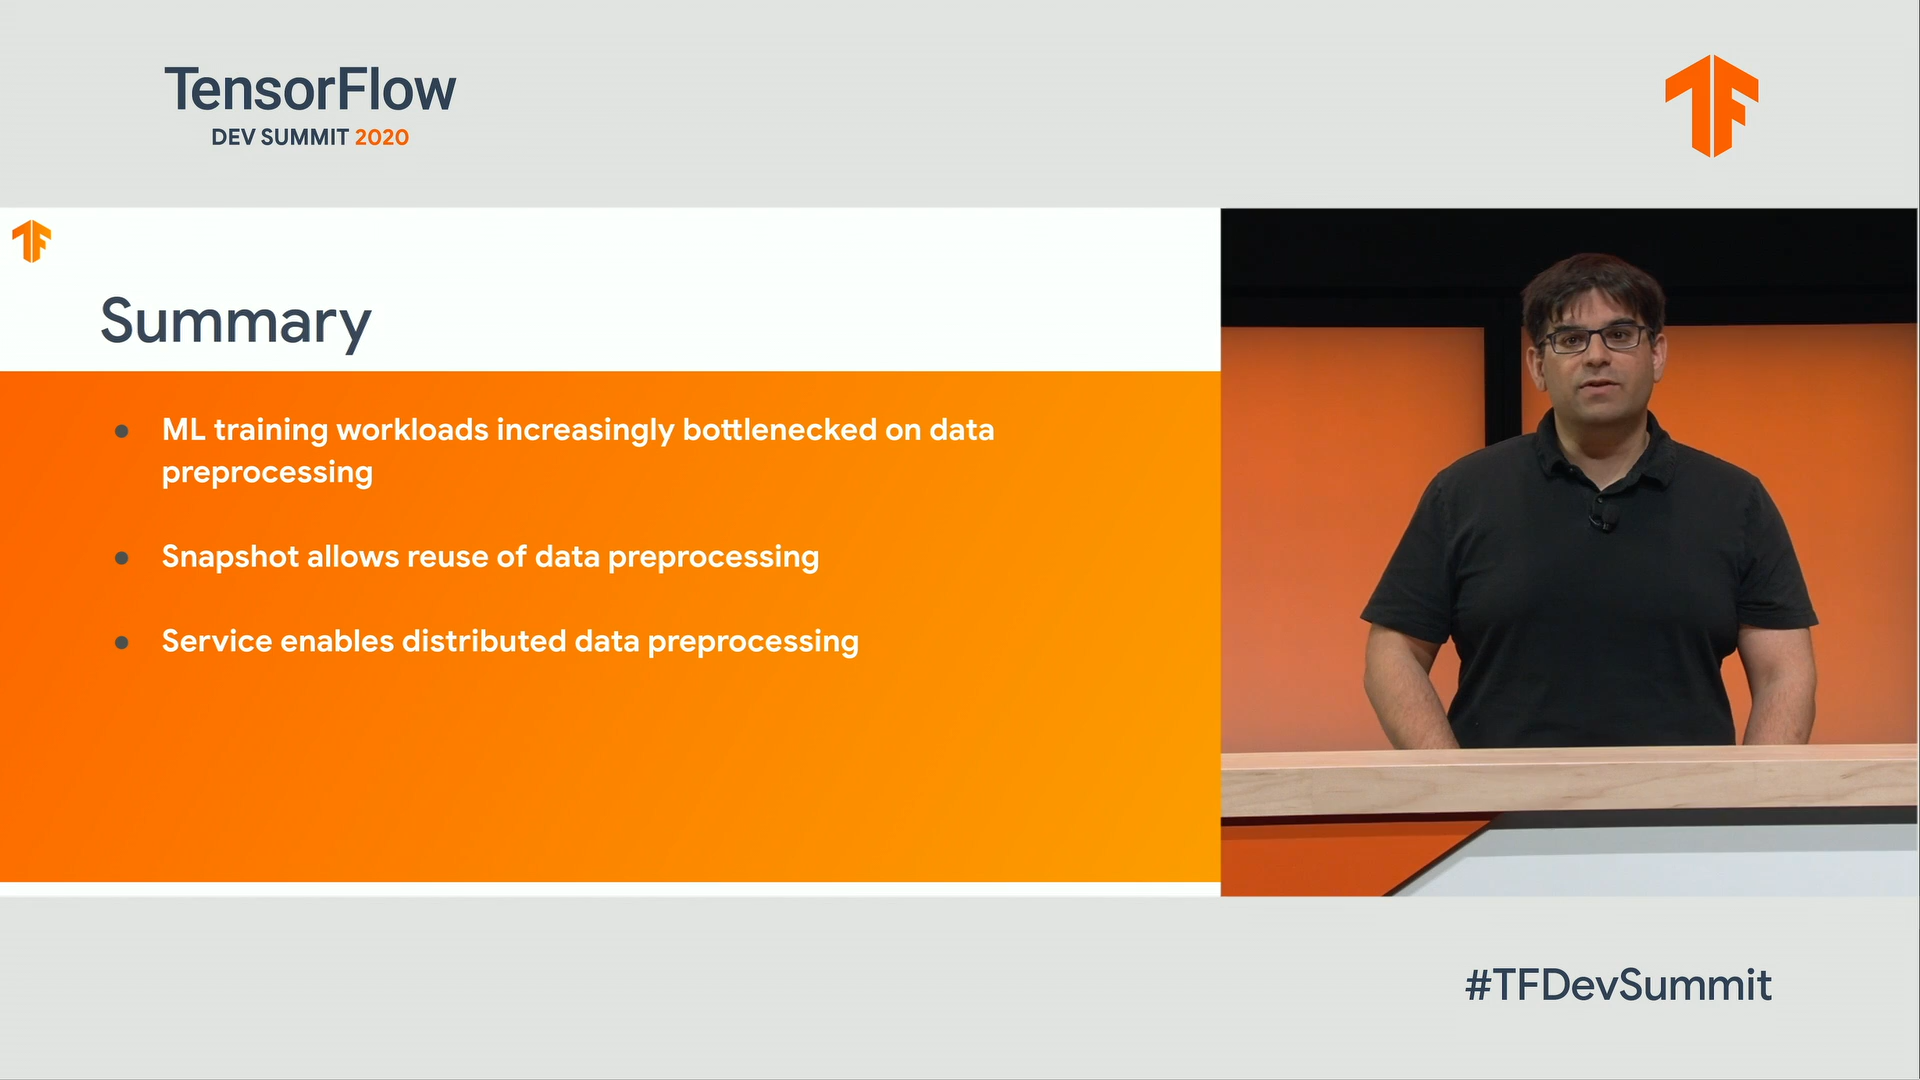 TensorFlow
DEV SUMMIT 2020
Summary
● ML training workloads increasingly bottlenecked on data
preprocessing
● Snapshot allows reuse of data preprocessing
● Service enables distributed data preprocessing
#TFDevSummit